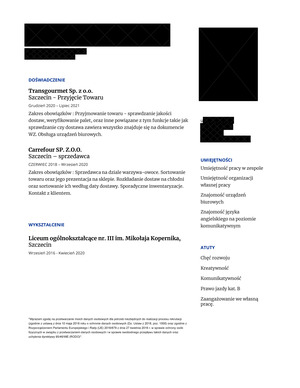 DOŚWIADCZENIE
Transgourmet Sp. z o.o.
Szczecin – Przyjęcie Towaru
Grudzień 2020 – Lipiec 2021
Zakres obowiązków : Przyjmowanie towaru - sprawdzanie jakości
dostaw, weryfikowanie palet, oraz inne powiązane z tym funkcje takie jak
sprawdzanie czy dostawa zawiera wszystko znajduje się na dokumencie
WZ. Obsługa urządzeń biurowych.
Carrefour SP. Z.O.O.
Szczecin – sprzedawca
CZERWIEC 2018 – Wrzesień 2020
Zakres obowiązków : Sprzedawca na dziale warzywa-owoce. Sortowanie
towaru oraz jego prezentacja na sklepie. Rozkładanie dostaw na chłodni
oraz sortowanie ich według daty dostawy. Sporadyczne inwentaryzacje.
Kontakt z klientem.
WYKSZTAŁCENIE
Liceum ogólnokształcące nr. III im. Mikołaja Kopernika,
Szczecin
Wrzesień 2016 - Kwiecień 2020
UMIEJĘTNOŚCI
Umiejętność pracy w zespole
Umiejętność organizacji
własnej pracy
Znajomość urządzeń
biurowych
Znajomość języka
angielskiego na poziomie
komunikatywnym
ATUTY
Chęć rozwoju
Kreatywność
Komunikatywność
Prawo jazdy kat. B
Zaangażowanie we własną
pracę.